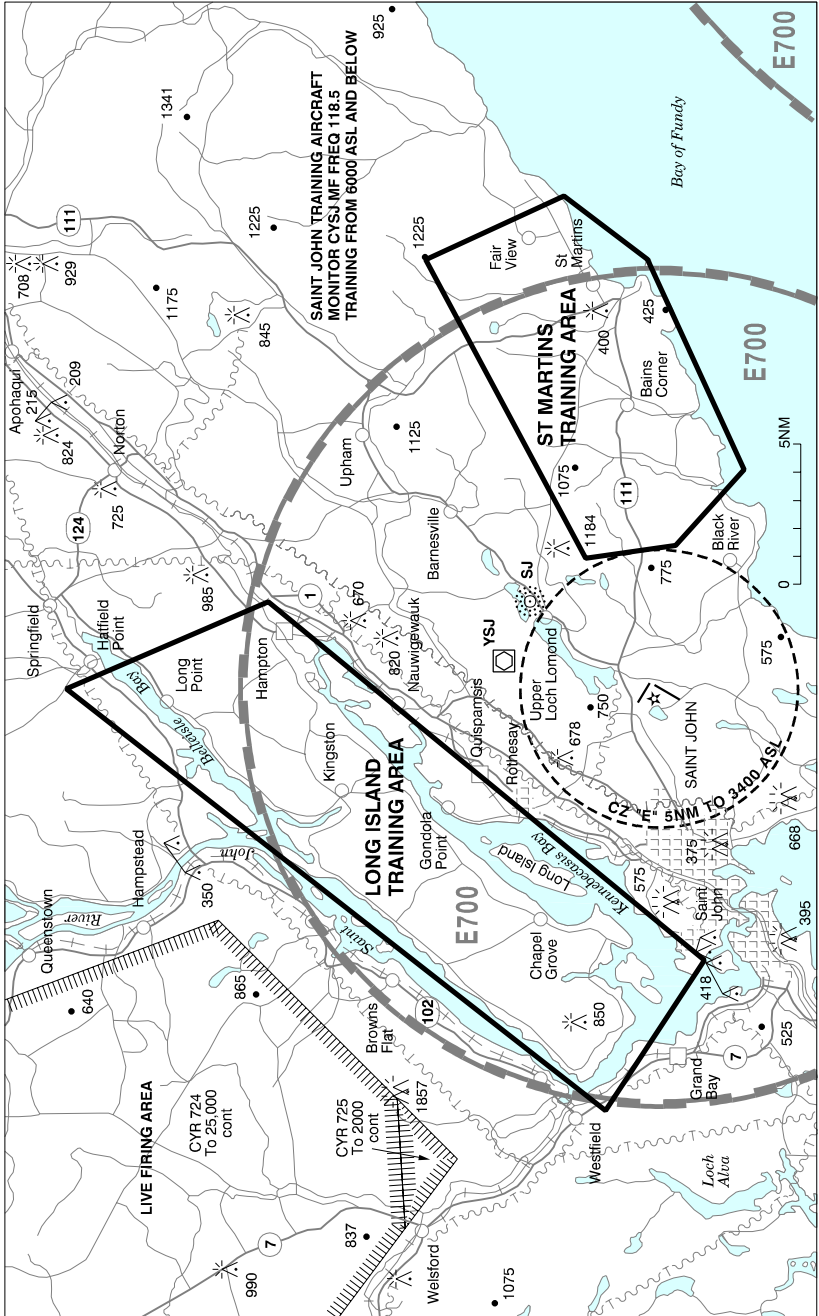 LIVE FIRING AREA
CYR 724
To 25,000
cont
CYR 725
To 2000
cont
7
990
837
Welsford
1075
640
865
1857
Queenstown
River
Hampstead
350
John
Saint
Browns
Flat
102
Westfield
Loch
Alva
Grand
Bay
7
525
395
418
850
Chapel
Grove
E700
LONG ISLAND
TRAINING AREA
Gondola
Point
Long Island
Kennebecasis Bay
Kingston
Springfield
Hatfield
Point
Belleisle
Bay
Long
Point
Hampton
1
670
820
Nauwigewauk
Quispamsis
Rothesay
575
Saint
John
375
668
CZ "E" 5NM TO 3400 ASL
SAINT JOHN
678
750
Upper
Loch Lomond
YSJ
SJ
575
775
Black
River
0
5NM
Apohaqui
215
209
824
Norton
725
124
985
708
929
111
1175
845
1341
1225
925
SAINT JOHN TRAINING AIRCRAFT
MONITOR CYSJ MF FREQ 118.5
TRAINING FROM 6000 ASL AND BELOW
Upham
1125
Barnesville
1225
Fair
View
St
Martins
ST MARTINS
TRAINING AREA
400
425
Bains
Corner
1075
111
1184
E700
Bay of Fundy
E700